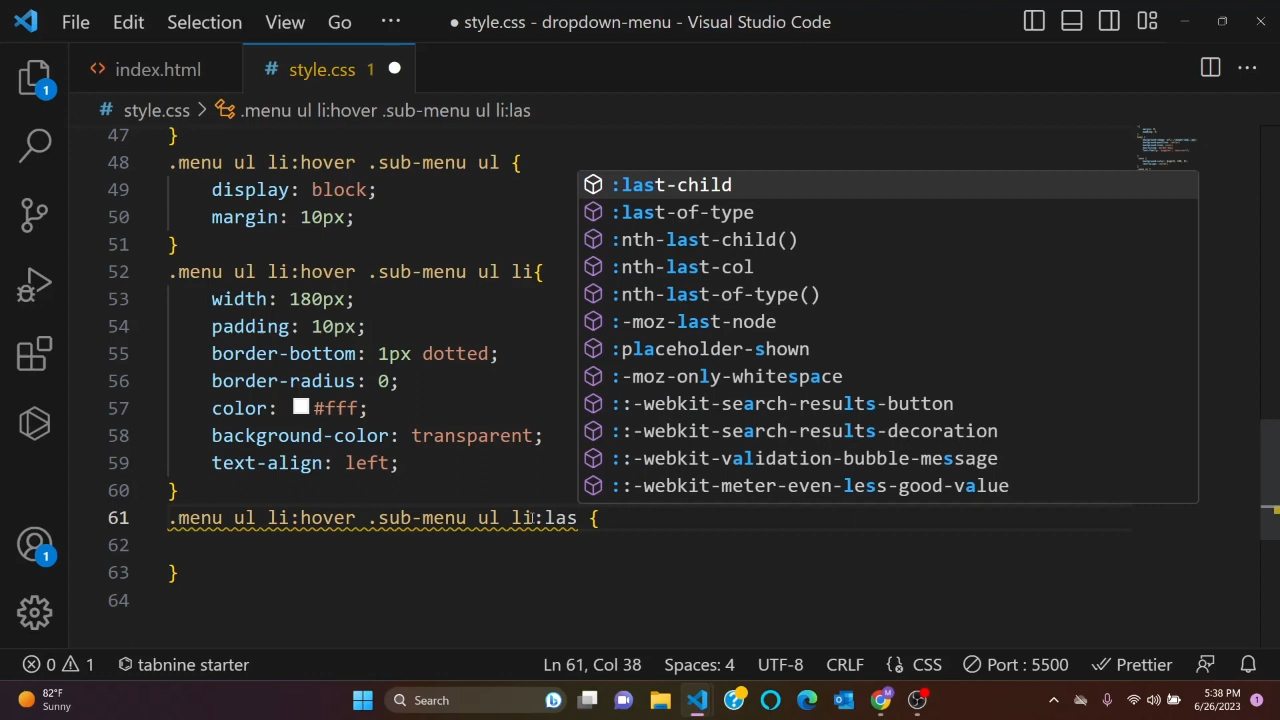 File Edit Selection View Go ··· ● style.css - dropdown-menu - Visual Studio Code
<> index.html # style.css 1 ●
# style.css > .menu ul li:hover .sub-menu ul li:las
47 }
48 .menu ul li:hover .sub-menu ul {
49 display: block;
50 margin: 10px;
51 }
52 .menu ul li:hover .sub-menu ul li{
53 width: 180px;
54 padding: 10px;
55 border-bottom: 1px dotted;
56 border-radius: 0;
57 color: #fff;
58 background-color: transparent;
59 text-align: left;
60 }
61 .menu ul li:hover .sub-menu ul li:las {
62
63 }
64
:last-child
:last-of-type
:nth-last-child()
:nth-last-col
:nth-last-of-type()
:-moz-last-node
:placeholder-shown
:-moz-only-whitespace
::-webkit-search-results-button
::-webkit-search-results-decoration
::-webkit-validation-bubble-message
::-webkit-meter-even-less-good-value
1
1
0 1 tabnine starter Ln 61, Col 38 Spaces: 4 UTF-8 CRLF {} CSS Port : 5500 Prettier
82°F
Sunny
Search
M
5:38 PM
6/26/2023
1